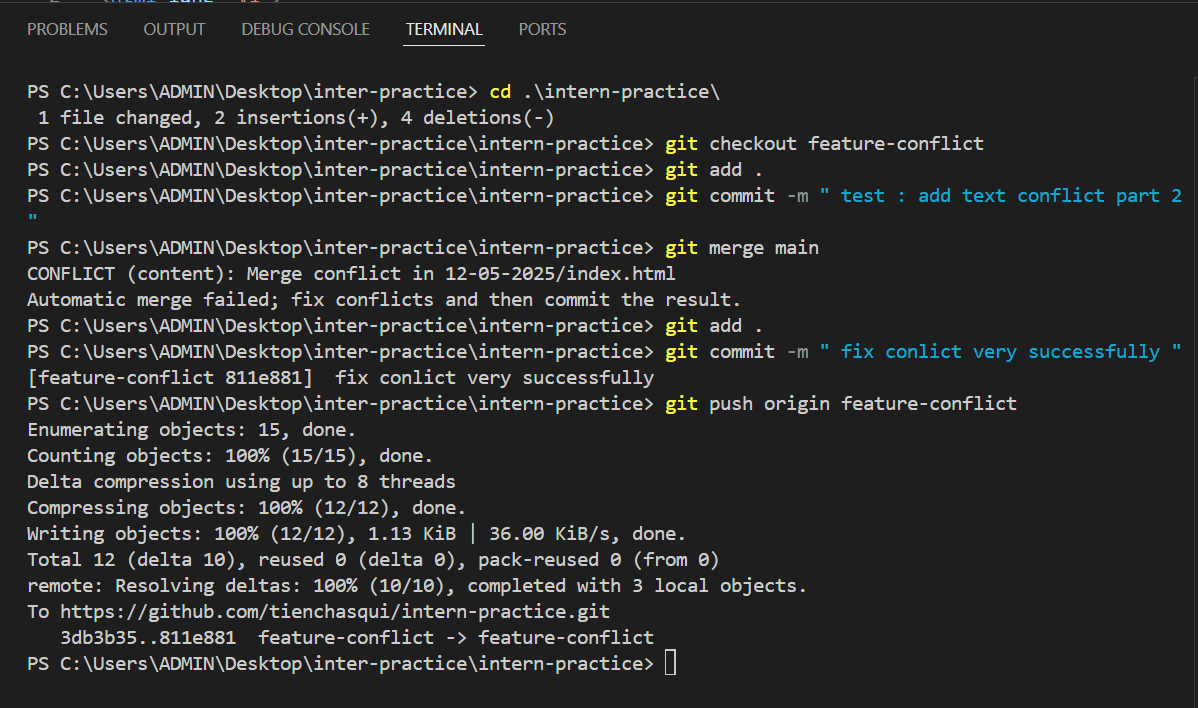 PROBLEMS OUTPUT DEBUG CONSOLE TERMINAL PORTS
PS C:\Users\ADMIN\Desktop\inter-practice> cd .\intern-practice\
 1 file changed, 2 insertions(+), 4 deletions(-)
PS C:\Users\ADMIN\Desktop\inter-practice\intern-practice> git checkout feature-conflict
PS C:\Users\ADMIN\Desktop\inter-practice\intern-practice> git add .
PS C:\Users\ADMIN\Desktop\inter-practice\intern-practice> git commit -m " test : add text conflict part 2
"
PS C:\Users\ADMIN\Desktop\inter-practice\intern-practice> git merge main
CONFLICT (content): Merge conflict in 12-05-2025/index.html
Automatic merge failed; fix conflicts and then commit the result.
PS C:\Users\ADMIN\Desktop\inter-practice\intern-practice> git add .
PS C:\Users\ADMIN\Desktop\inter-practice\intern-practice> git commit -m " fix conlict very successfully "
[feature-conflict 811e881]  fix conlict very successfully
PS C:\Users\ADMIN\Desktop\inter-practice\intern-practice> git push origin feature-conflict
Enumerating objects: 15, done.
Counting objects: 100% (15/15), done.
Delta compression using up to 8 threads
Compressing objects: 100% (12/12), done.
Writing objects: 100% (12/12), 1.13 KiB | 36.00 KiB/s, done.
Total 12 (delta 10), reused 0 (delta 0), pack-reused 0 (from 0)
remote: Resolving deltas: 100% (10/10), completed with 3 local objects.
To https://github.com/tienchasqui/intern-practice.git
   3db3b35..811e881  feature-conflict -> feature-conflict
PS C:\Users\ADMIN\Desktop\inter-practice\intern-practice>